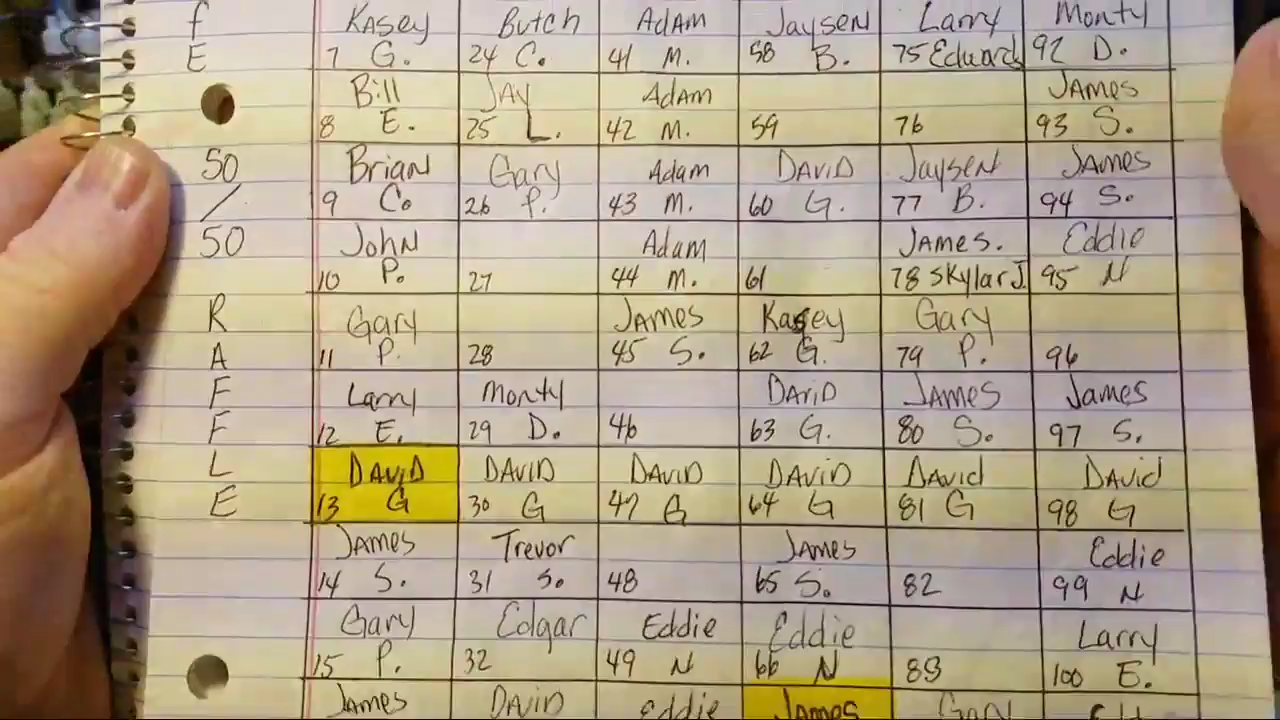 f Kasey Butch Adam Jaysen Larry Monty
E 7 G. 24 C. 41 M. 58 B. 75 Edward 92 D.
Bill JAY Adam JAMES
8 E. 25 L. 42 M. 59 76 93 S.
50 Brian Gary Adam DAVID Jaysen James
/ 9 C. 26 P. 43 M. 60 G. 77 B. 94 S.
50 JOHN Adam JAMES. Eddie
10 P. 27 44 M. 61 78 Skylar J. 95 N
R Gary JAMES Kasey Gary
A 11 P. 28 45 S. 62 G. 79 P. 96
F Larry Monty DAVID JAMES James
F 12 E. 29 D. 46 63 G. 80 S. 97 S.
L DAVID DAVID DAVID DAVID David David
E 13 G 30 G 47 G 64 G 81 G 98 G
James Trevor JAMES Eddie
14 S. 31 S. 48 65 S. 82 99 N
Gary Edgar Eddie Eddie Larry
15 P. 32 49 N 66 N 83 100 E.
James DAVID Eddie James Gary